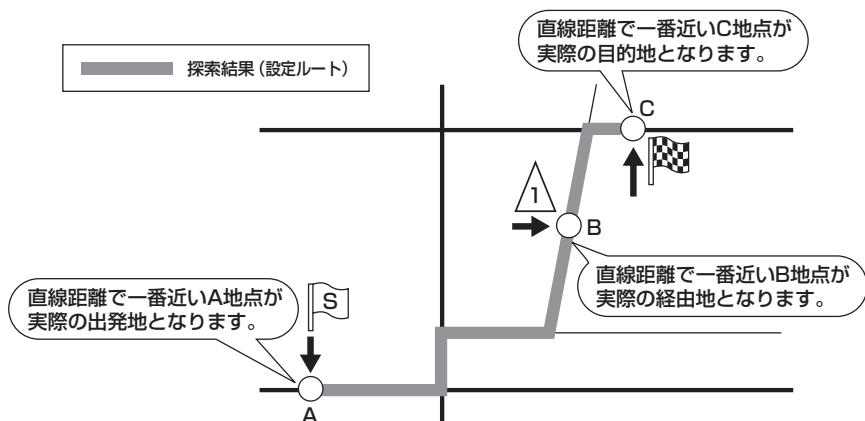 直線距離で一番近いC地点が
実際の目的地となります。
探索結果（設定ルート）
C
1
B
直線距離で一番近いB地点が
実際の経由地となります。
直線距離で一番近いA地点が
実際の出発地となります。
S
A